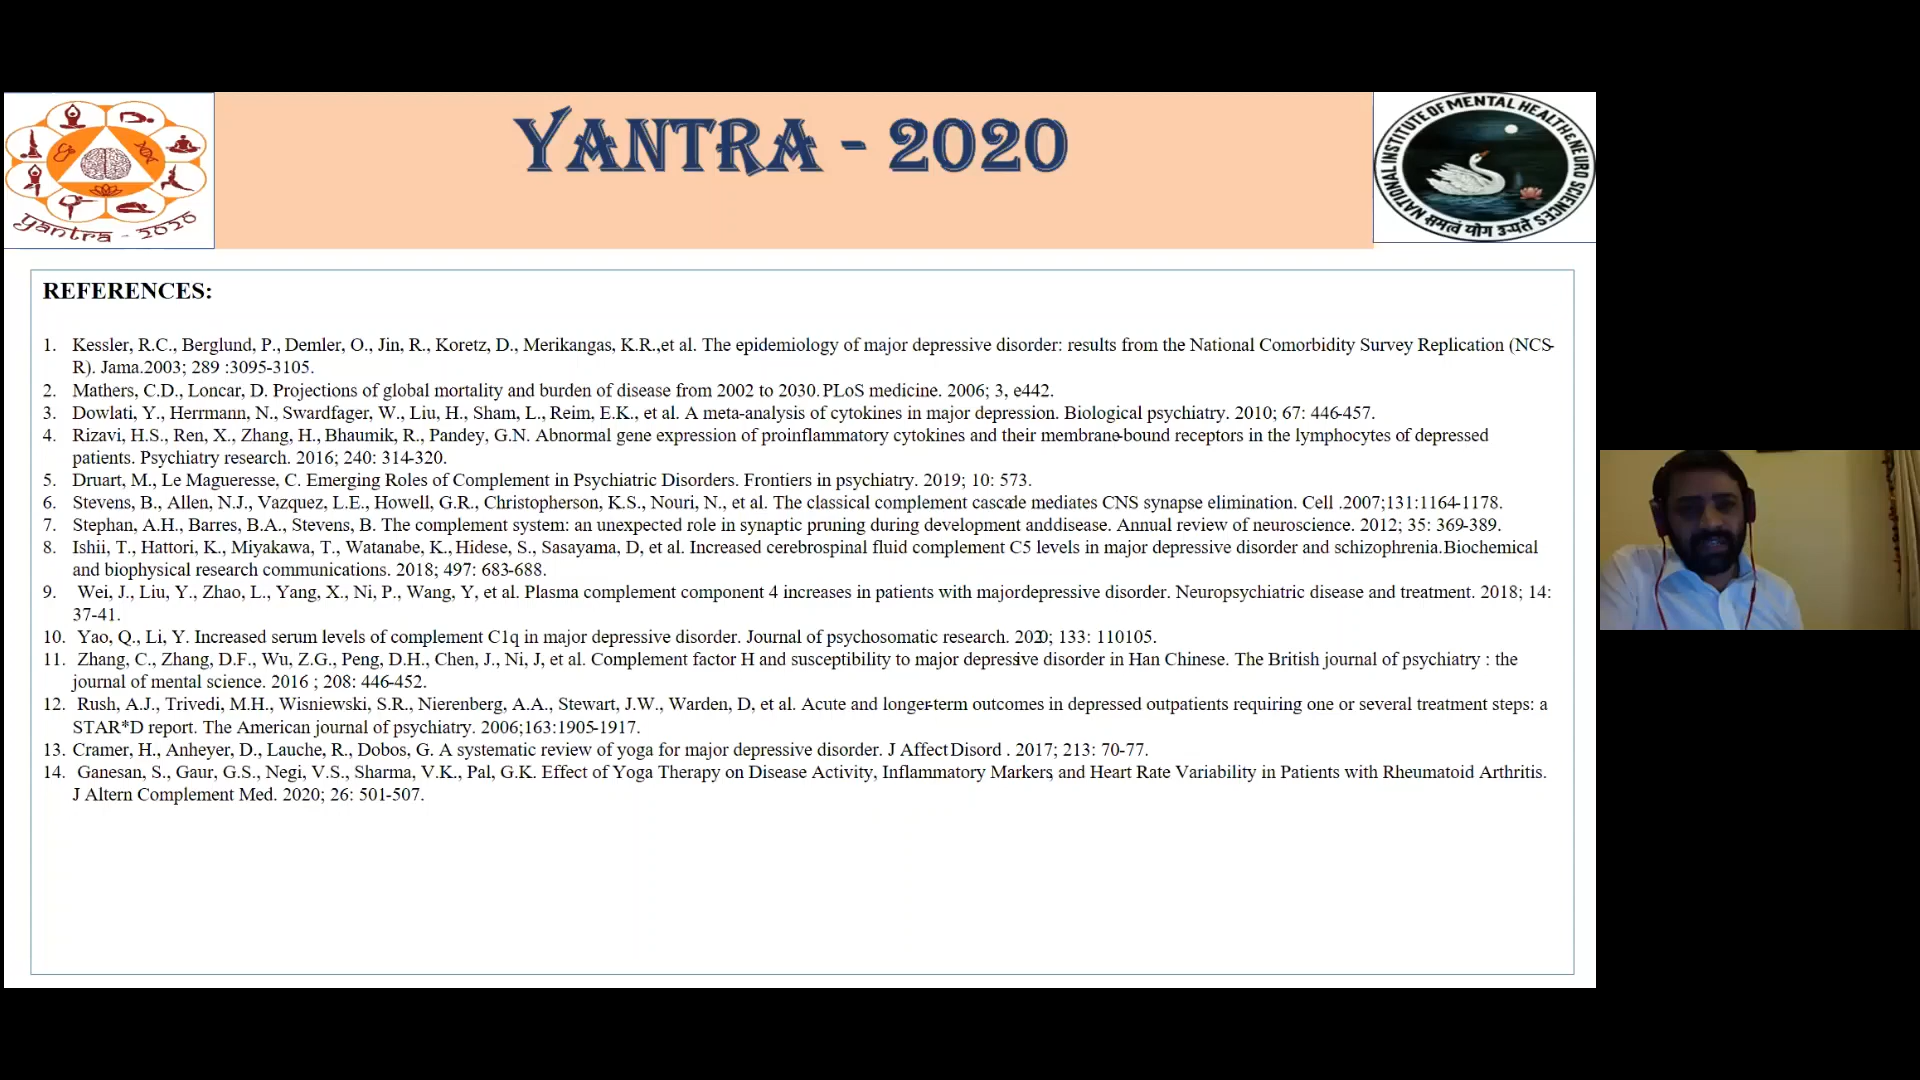 YANTRA - 2020
yantra - 2020
NATIONAL INSTITUTE OF MENTAL HEALTH & NEURO SCIENCES
समत्वं योग उच्यते
REFERENCES:
1. Kessler, R.C., Berglund, P., Demler, O., Jin, R., Koretz, D., Merikangas, K.R.,et al. The epidemiology of major depressive disorder: results from the National Comorbidity Survey Replication (NCS-
R). Jama.2003; 289 :3095-3105.
2. Mathers, C.D., Loncar, D. Projections of global mortality and burden of disease from 2002 to 2030. PLoS medicine. 2006; 3, e442.
3. Dowlati, Y., Herrmann, N., Swardfager, W., Liu, H., Sham, L., Reim, E.K., et al. A meta-analysis of cytokines in major depression. Biological psychiatry. 2010; 67: 446-457.
4. Rizavi, H.S., Ren, X., Zhang, H., Bhaumik, R., Pandey, G.N. Abnormal gene expression of proinflammatory cytokines and their membrane-bound receptors in the lymphocytes of depressed
patients. Psychiatry research. 2016; 240: 314-320.
5. Druart, M., Le Magueresse, C. Emerging Roles of Complement in Psychiatric Disorders. Frontiers in psychiatry. 2019; 10: 573.
6. Stevens, B., Allen, N.J., Vazquez, L.E., Howell, G.R., Christopherson, K.S., Nouri, N., et al. The classical complement cascade mediates CNS synapse elimination. Cell .2007;131:1164-1178.
7. Stephan, A.H., Barres, B.A., Stevens, B. The complement system: an unexpected role in synaptic pruning during development anddisease. Annual review of neuroscience. 2012; 35: 369-389.
8. Ishii, T., Hattori, K., Miyakawa, T., Watanabe, K., Hidese, S., Sasayama, D, et al. Increased cerebrospinal fluid complement C5 levels in major depressive disorder and schizophrenia.Biochemical
and biophysical research communications. 2018; 497: 683-688.
9. Wei, J., Liu, Y., Zhao, L., Yang, X., Ni, P., Wang, Y, et al. Plasma complement component 4 increases in patients with majordepressive disorder. Neuropsychiatric disease and treatment. 2018; 14:
37-41.
10. Yao, Q., Li, Y. Increased serum levels of complement C1q in major depressive disorder. Journal of psychosomatic research. 2020; 133: 110105.
11. Zhang, C., Zhang, D.F., Wu, Z.G., Peng, D.H., Chen, J., Ni, J, et al. Complement factor H and susceptibility to major depressive disorder in Han Chinese. The British journal of psychiatry : the
journal of mental science. 2016 ; 208: 446-452.
12. Rush, A.J., Trivedi, M.H., Wisniewski, S.R., Nierenberg, A.A., Stewart, J.W., Warden, D, et al. Acute and longer-term outcomes in depressed outpatients requiring one or several treatment steps: a
STAR*D report. The American journal of psychiatry. 2006;163:1905-1917.
13. Cramer, H., Anheyer, D., Lauche, R., Dobos, G. A systematic review of yoga for major depressive disorder. J Affect Disord . 2017; 213: 70-77.
14. Ganesan, S., Gaur, G.S., Negi, V.S., Sharma, V.K., Pal, G.K. Effect of Yoga Therapy on Disease Activity, Inflammatory Markers, and Heart Rate Variability in Patients with Rheumatoid Arthritis.
J Altern Complement Med. 2020; 26: 501-507.